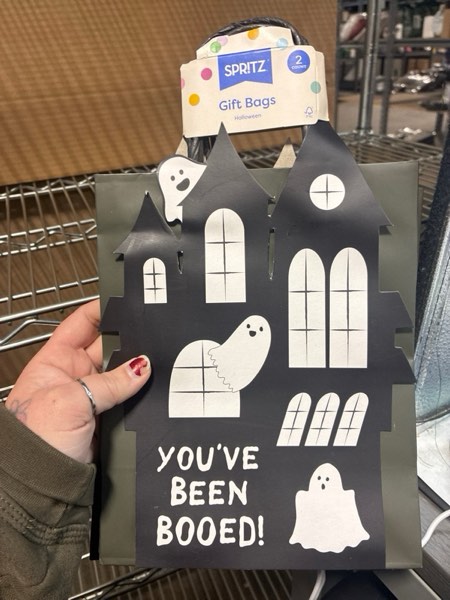 SPRITZ
2
Gift Bags
Halloween
YOU'VE
BEEN
BOOED!